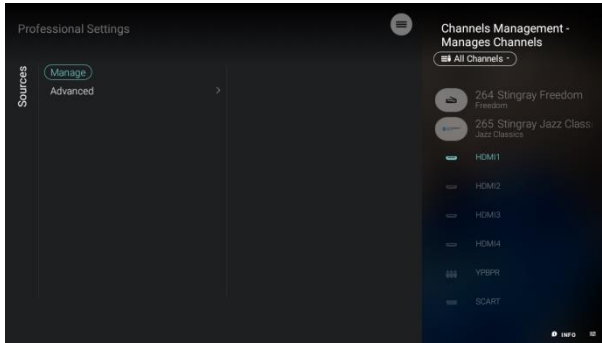 Professional Settings
Sources
Manage
Advanced
Channels Management -
Manages Channels
All Channels
264 Stingray Freedom
Freedom
265 Stingray Jazz Class
Jazz Classics
HDMI1
HDMI2
HDMI3
HDMI4
YPBPR
SCART
INFO